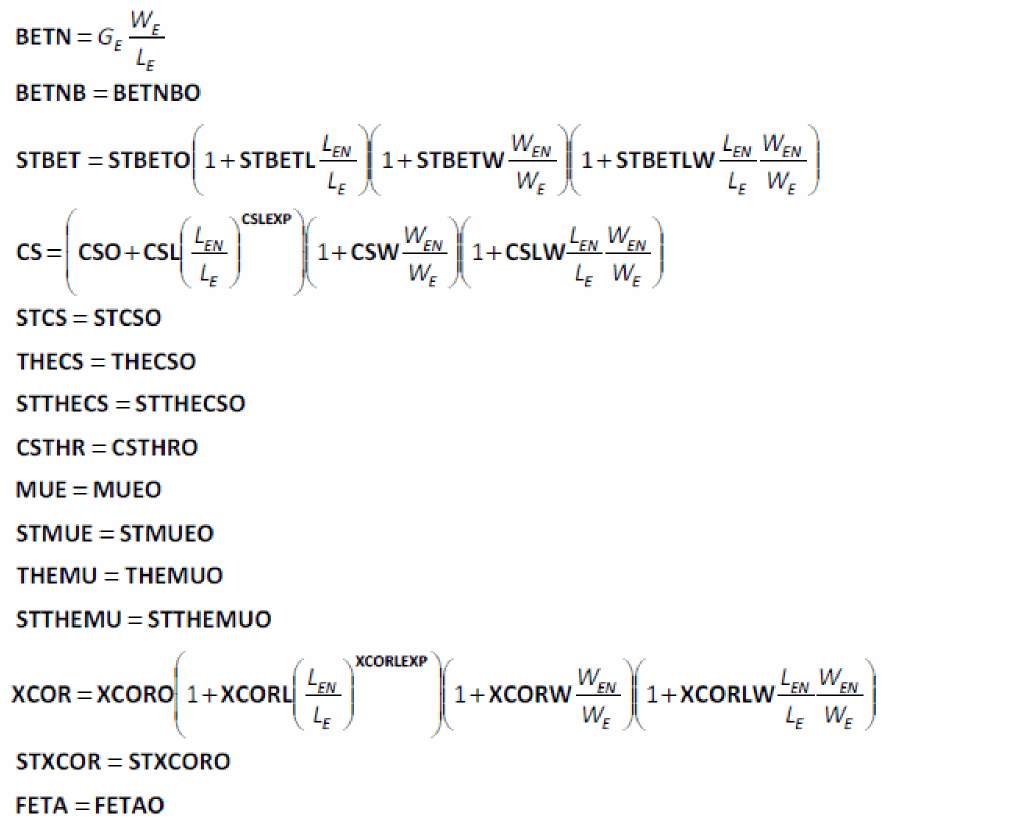 BETN = G_E W_E/L_E
BETNB = BETNBO
STBET = STBETO(1 + STBETL L_EN/L_E)(1 + STBETW W_EN/W_E)(1 + STBETLW L_EN/L_E W_EN/W_E)
CS = (CSO + CSL(L_EN/L_E)^CSLEXP)(1 + CSW W_EN/W_E)(1 + CSLW L_EN/L_E W_EN/W_E)
STCS = STCSO
THECS = THECSO
STTHECS = STTHECSO
CSTHR = CSTHRO
MUE = MUEO
STMUE = STMUEO
THEMU = THEMUO
STTHEMU = STTHEMUO
XCOR = XCORO(1 + XCORL(L_EN/L_E)^XCORLEXP)(1 + XCORW W_EN/W_E)(1 + XCORLW L_EN/L_E W_EN/W_E)
STXCOR = STXCORO
FETA = FETAO